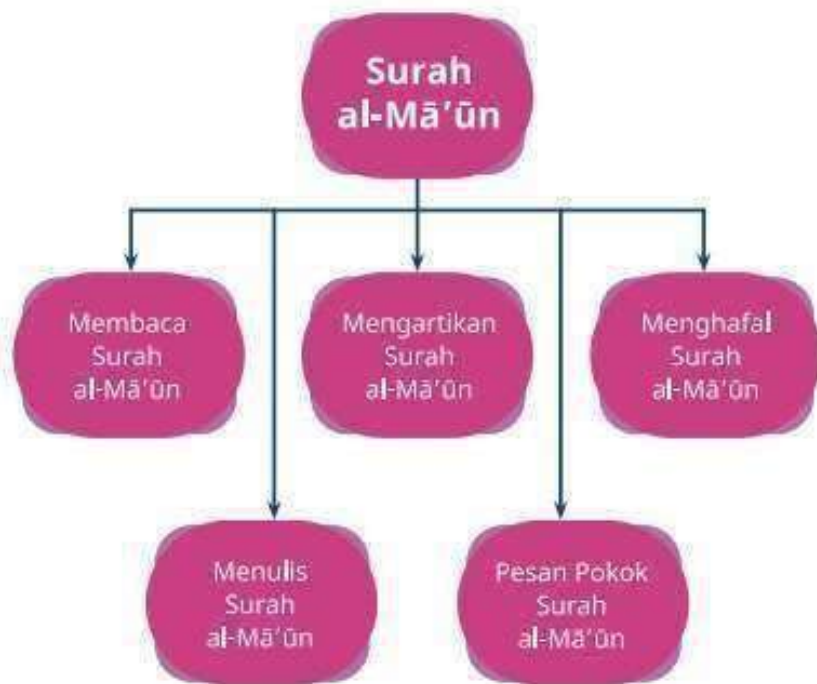 Surah
al-Mā’ūn
Membaca
Surah
al-Mā’ūn
Mengartikan
Surah
al-Mā’ūn
Menghafal
Surah
al-Mā’ūn
Menulis
Surah
al-Mā’ūn
Pesan Pokok
Surah
al-Mā’ūn